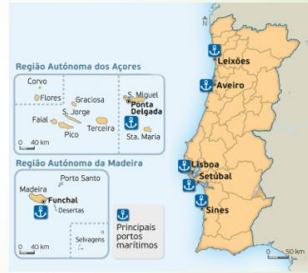 N
Região Autónoma dos Açores
Corvo
Flores
Graciosa
S. Jorge
Faial
Pico
Terceira
S. Miguel
Ponta
Delgada
Sta. Maria
0 40 km
Região Autónoma da Madeira
Porto Santo
Madeira
Funchal
Desertas
Selvagens
0 40 km
Principais
portos
marítimos
Leixões
Aveiro
Lisboa
Setúbal
Sines
0 50 km